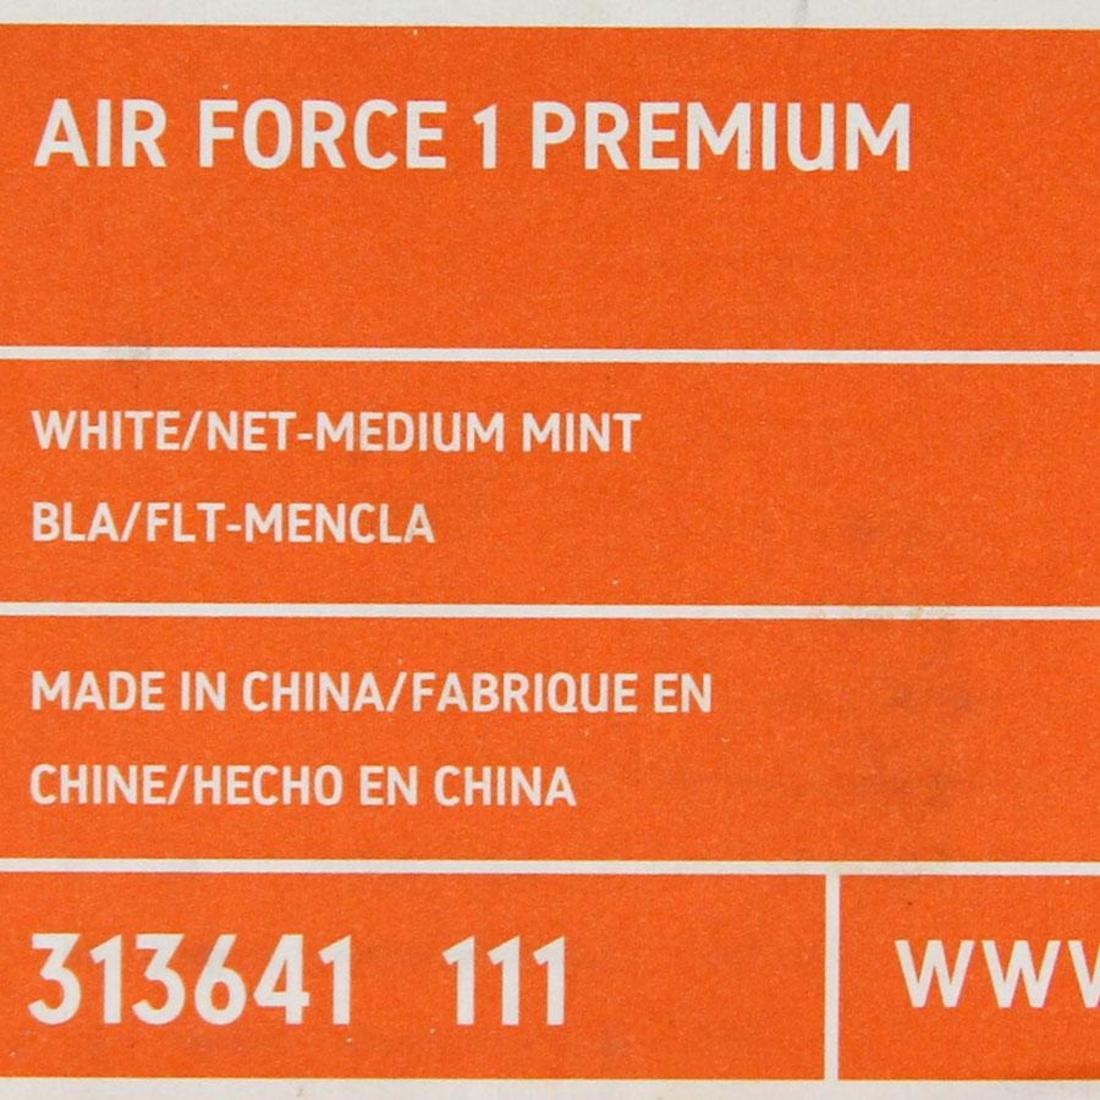 AIR FORCE 1 PREMIUM
WHITE/NET-MEDIUM MINT
BLA/FLT-MENCLA
MADE IN CHINA/FABRIQUE EN
CHINE/HECHO EN CHINA
313641 111
WWW